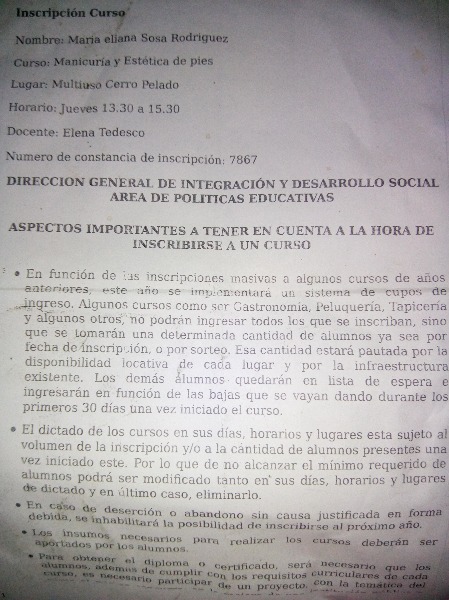 Inscripción Curso
Nombre: Maria eliana Sosa Rodriguez
Curso: Manicuría y Estética de pies
Lugar: Multiuso Cerro Pelado
Horario: Jueves 13.30 a 15.30
Docente: Elena Tedesco
Numero de constancia de inscripción: 7867
DIRECCION GENERAL DE INTEGRACIÓN Y DESARROLLO SOCIAL
AREA DE POLITICAS EDUCATIVAS
ASPECTOS IMPORTANTES A TENER EN CUENTA A LA HORA DE
INSCRIBIRSE A UN CURSO
• En función de las inscripciones masivas a algunos cursos de años
anteriores, este año se implementará un sistema de cupos de
ingreso. Algunos cursos como ser Gastronomía, Peluquería, Tapicería
y algunos otros, no podrán ingresar todos los que se inscriban, sino
que se tomarán una determinada cantidad de alumnos ya sea por
fecha de inscripción, o por sorteo. Esa cantidad estará pautada por la
disponibilidad locativa de cada lugar y por la infraestructura
existente. Los demás alumnos quedarán en lista de espera e
ingresarán en función de las bajas que se vayan dando durante los
primeros 30 días una vez iniciado el curso.
• El dictado de los cursos en sus días, horarios y lugares esta sujeto al
volumen de la inscripción y/o a la cántidad de alumnos presentes una
vez iniciado este. Por lo que de no alcanzar el mínimo requerido de
alumnos podrá ser modificado tanto en sus días, horarios y lugares
de dictado y en último caso, eliminarlo.
• En caso de deserción o abandono sin causa justificada en forma
debida, se inhabilitará la posibilidad de inscribirse al próximo año.
• Los insumos necesarios para realizar los cursos deberán ser
aportados por los alumnos.
• Para obtener el diploma o certificado, será necesario que los
alumnos, además de cumplir con los requisitos curriculares de cada
curso, es necesario participar de un proyecto, con la temática del